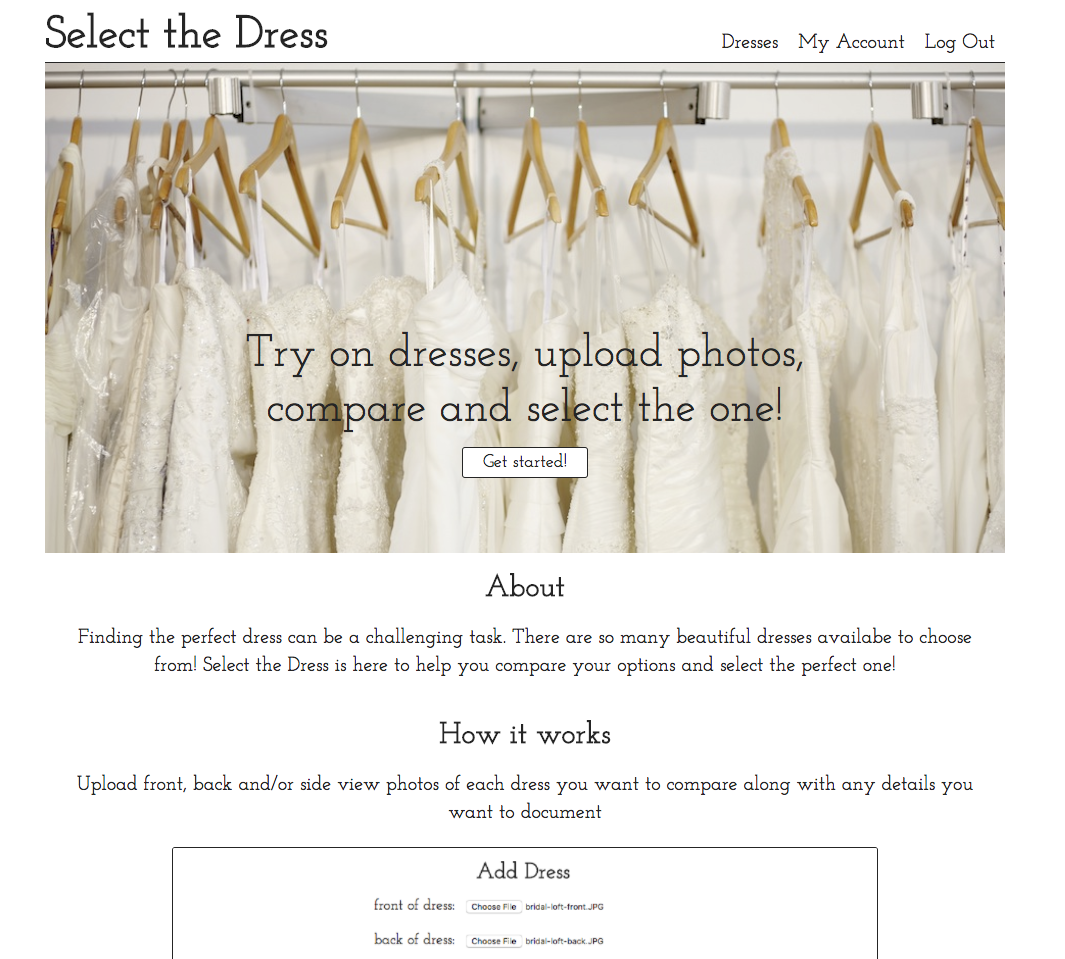 Select the Dress
Dresses My Account Log Out
Try on dresses, upload photos,
compare and select the one!
Get started!
About
Finding the perfect dress can be a challenging task. There are so many beautiful dresses availabe to choose
from! Select the Dress is here to help you compare your options and select the perfect one!
How it works
Upload front, back and/or side view photos of each dress you want to compare along with any details you
want to document
Add Dress
front of dress: Choose File bridal-loft-front.JPG
back of dress: Choose File bridal-loft-back.JPG